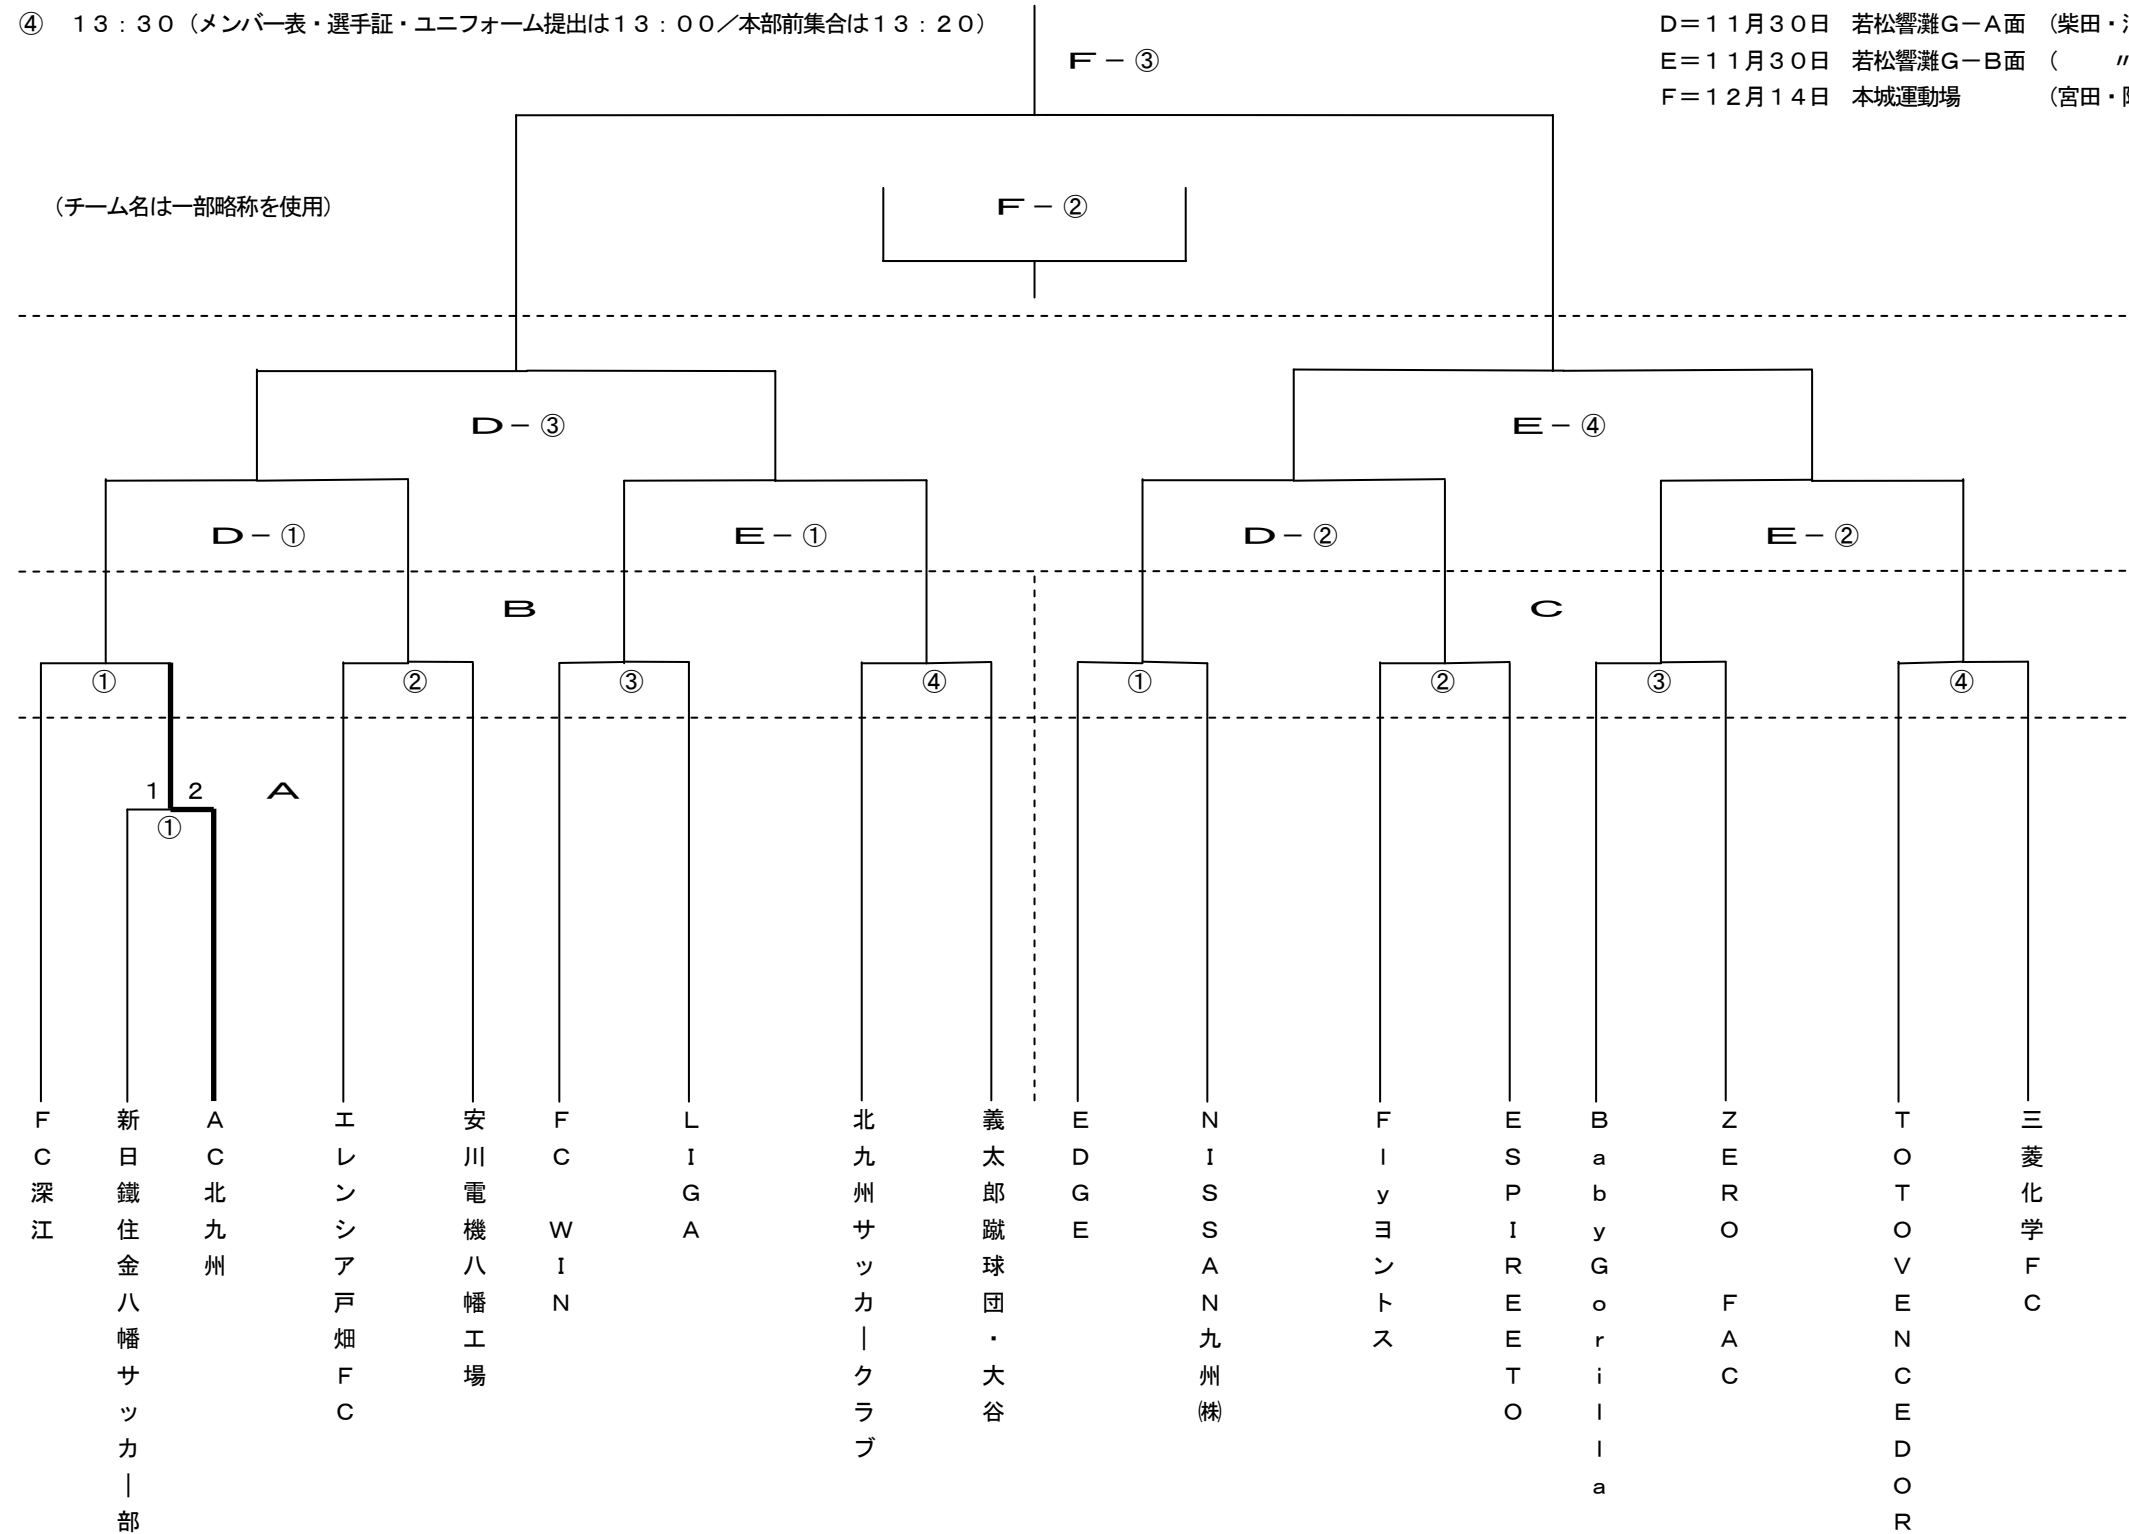 ④　１３：３０（メンバー表・選手証・ユニフォーム提出は１３：００／本部前集合は１３：２０）
D＝１１月３０日　若松響灘G－A面　（柴田・
E＝１１月３０日　若松響灘G－B面　（　　〃
F＝１２月１４日　本城運動場　　　　（宮田・
F－③
（チーム名は一部略称を使用）
F－②
D－③
E－④
D－①
E－①
D－②
E－②
B
C
①
②
③
④
①
②
③
④
1 2
A
①
FC深江
新日鐵住金八幡サッカー部
AC北九州
エレンシア戸畑FC
安川電機八幡工場
FC　WIN
LIGA
北九州サッカークラブ
義太郎蹴球団・大谷
EDGE
NISSAN九州㈱
Flyヨントス
ESPIREETO
BabyGorilla
ZERO　FAC
TOTOVENCEDOR
三菱化学FC